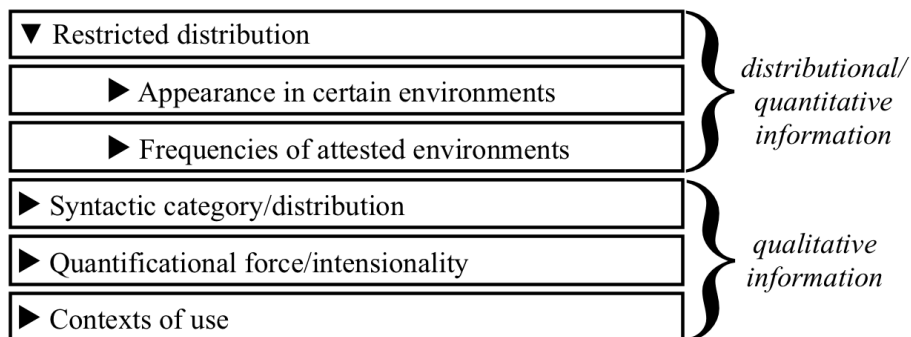 ▼ Restricted distribution
▶ Appearance in certain environments
▶ Frequencies of attested environments
distributional/
quantitative
information
▶ Syntactic category/distribution
▶ Quantificational force/intensionality
▶ Contexts of use
qualitative
information